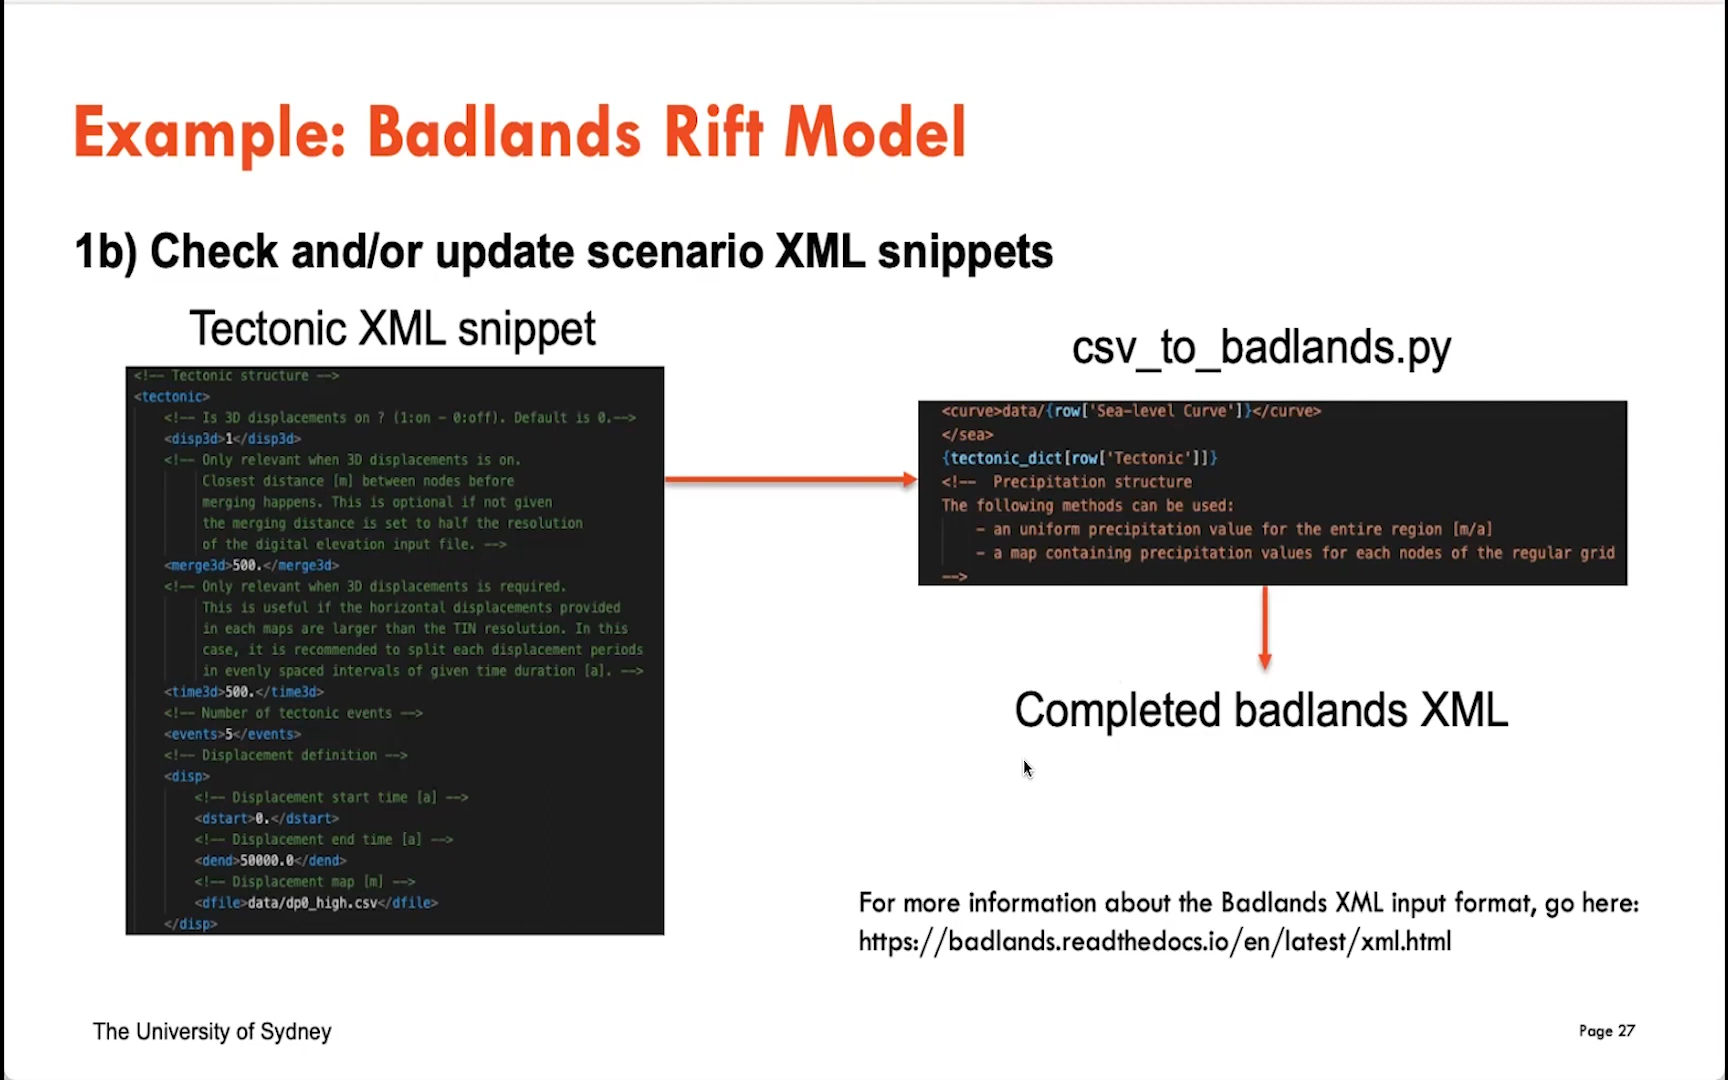 Example: Badlands Rift Model
1b) Check and/or update scenario XML snippets
Tectonic XML snippet
<!-- Tectonic structure -->
<tectonic>
<!-- Is 3D displacements on ? (1:on - 0:off). Default is 0.-->
<disp3d>1</disp3d>
<!-- Only relevant when 3D displacements is on.
Closest distance [m] between nodes before
merging happens. This is optional if not given
the merging distance is set to half the resolution
of the digital elevation input file. -->
<merge3d>500.</merge3d>
<!-- Only relevant when 3D displacements is required.
This is useful if the horizontal displacements provided
in each maps are larger than the TIN resolution. In this
case, it is recommended to split each displacement periods
in evenly spaced intervals of given time duration [a]. -->
<time3d>500.</time3d>
<!-- Number of tectonic events -->
<events>5</events>
<!-- Displacement definition -->
<disp>
<!-- Displacement start time [a] -->
<dstart>0.</dstart>
<!-- Displacement end time [a] -->
<dend>50000.0</dend>
<!-- Displacement map [m] -->
<dfile>data/dp0_high.csv</dfile>
</disp>
csv_to_badlands.py
<curve>data/{row['Sea-level Curve']}</curve>
</sea>
{tectonic_dict[row['Tectonic']]}
<!-- Precipitation structure
The following methods can be used:
- an uniform precipitation value for the entire region [m/a]
- a map containing precipitation values for each nodes of the regular grid
-->
Completed badlands XML
For more information about the Badlands XML input format, go here:
https://badlands.readthedocs.io/en/latest/xml.html
The University of Sydney
Page 27